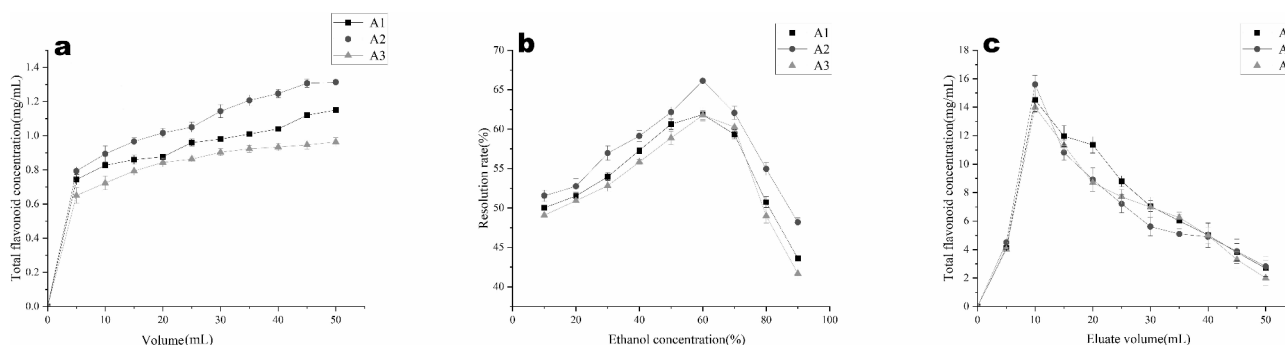 a
A1
A2
A3
Total flavonoid concentration(mg/mL)
1.4
1.2
1.0
0.8
0.6
0.4
0.2
0.0
0
10
20
30
40
50
Volume(mL)
b
A1
A2
A3
Resolution rate(%)
70
65
60
55
50
45
40
0
20
40
60
80
100
Ethanol concentration(%)
c
A
A
A
Total flavonoid concentration(mg/mL)
18
16
14
12
10
8
6
4
2
0
0
10
20
30
40
50
Eluate volume(mL)